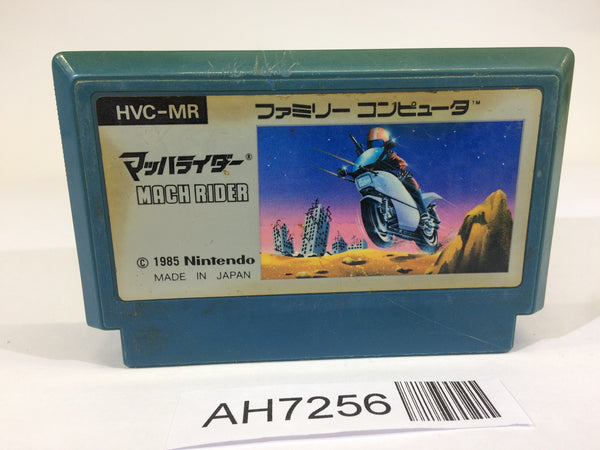 HVC-MR
ファミリー コンピュータ™
マッハライダー®
MACH RIDER
© 1985 Nintendo
MADE IN JAPAN
AH7256